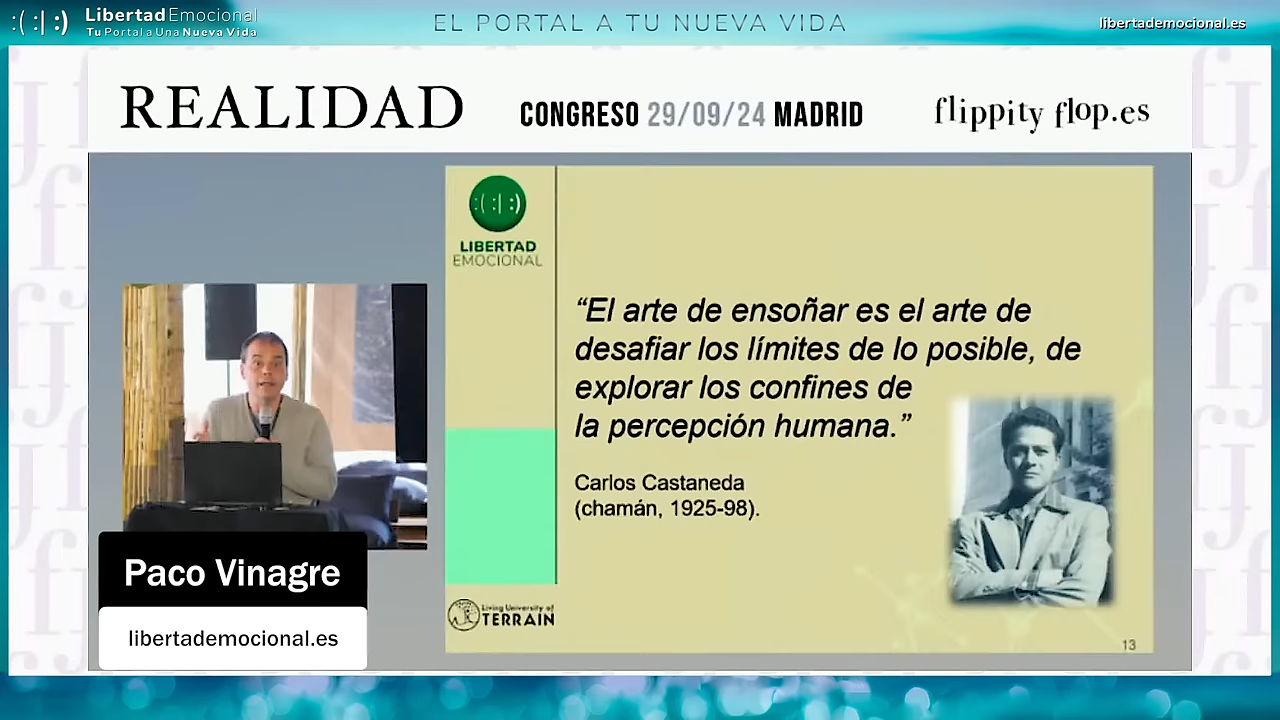 :(:|:) LibertadEmocional
Tu Portal a Una Nueva Vida
EL PORTAL A TU NUEVA VIDA
libertademocional.es
REALIDAD
CONGRESO 29/09/24 MADRID
flippity flop.es
:(:|:)
LIBERTAD
EMOCIONAL
“El arte de ensoñar es el arte de
desafiar los límites de lo posible, de
explorar los confines de
la percepción humana.”
Carlos Castaneda
(chamán, 1925-98).
Living University of
TERRAIN
13
Paco Vinagre
libertademocional.es